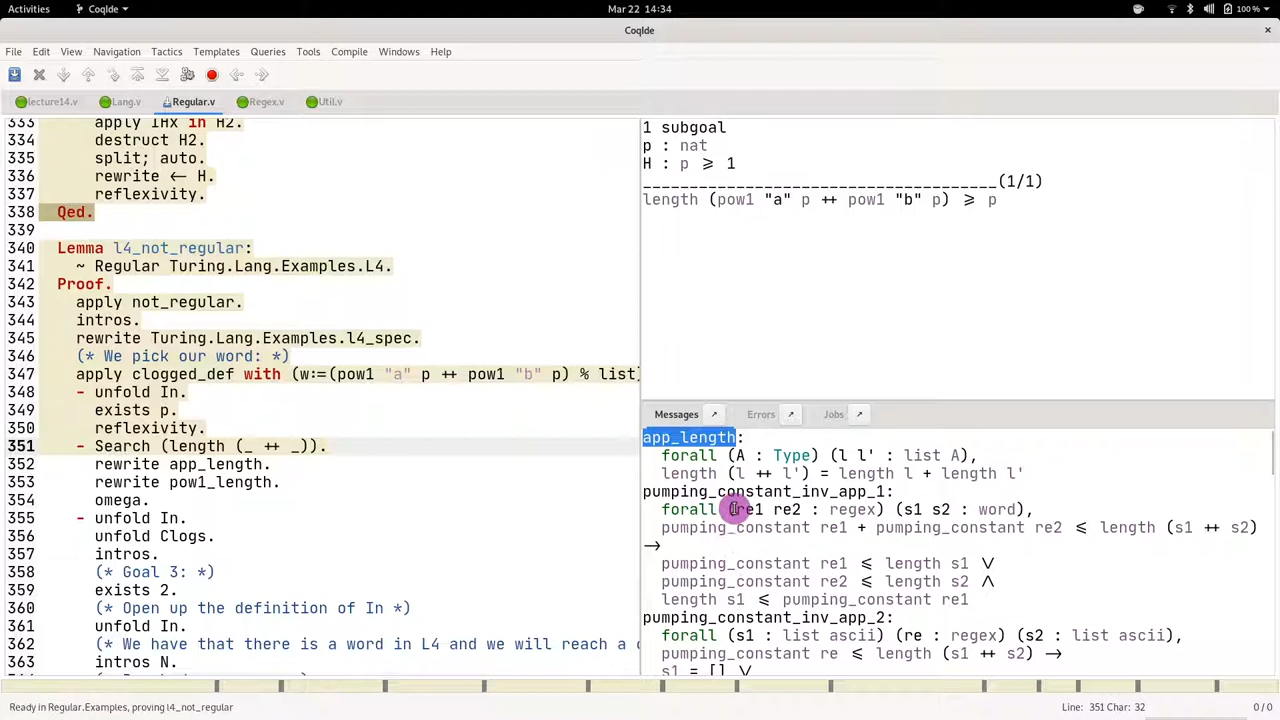 Activities
CoqIde
Mar 22 14:34
100 %
CoqIde
File Edit View Navigation Tactics Templates Queries Tools Compile Windows Help
lecture14.v Lang.v Regular.v Regex.v Util.v
333 apply IHx in H2.
334 destruct H2.
335 split; auto.
336 rewrite ← H.
337 reflexivity.
338 Qed.
339
340 Lemma l4_not_regular:
341 ~ Regular Turing.Lang.Examples.L4.
342 Proof.
343 apply not_regular.
344 intros.
345 rewrite Turing.Lang.Examples.l4_spec.
346 (* We pick our word: *)
347 apply clogged_def with (w:=(pow1 "a" p ++ pow1 "b" p) % list)
348 - unfold In.
349 exists p.
350 reflexivity.
351 - Search (length (_ ++ _)).
352 rewrite app_length.
353 rewrite pow1_length.
354 omega.
355 - unfold In.
356 unfold Clogs.
357 intros.
358 (* Goal 3: *)
359 exists 2.
360 (* Open up the definition of In *)
361 unfold In.
362 (* We have that there is a word in L4 and we will reach a
363 intros N.
1 subgoal
p : nat
H : p ⩾ 1
______________________________________(1/1)
length (pow1 "a" p ++ pow1 "b" p) ⩾ p
Messages Errors Jobs
app_length:
forall (A : Type) (l l' : list A),
length (l ++ l') = length l + length l'
pumping_constant_inv_app_1:
forall (re1 re2 : regex) (s1 s2 : word),
pumping_constant re1 + pumping_constant re2 ⩽ length (s1 ++ s2)
→
pumping_constant re1 ⩽ length s1 ∨
pumping_constant re2 ⩽ length s2 ∧
length s1 ⩽ pumping_constant re1
pumping_constant_inv_app_2:
forall (s1 : list ascii) (re : regex) (s2 : list ascii),
pumping_constant re ⩽ length (s1 ++ s2) →
s1 = [] ∨
Ready in Regular.Examples, proving l4_not_regular
Line: 351 Char: 32
0 / 0